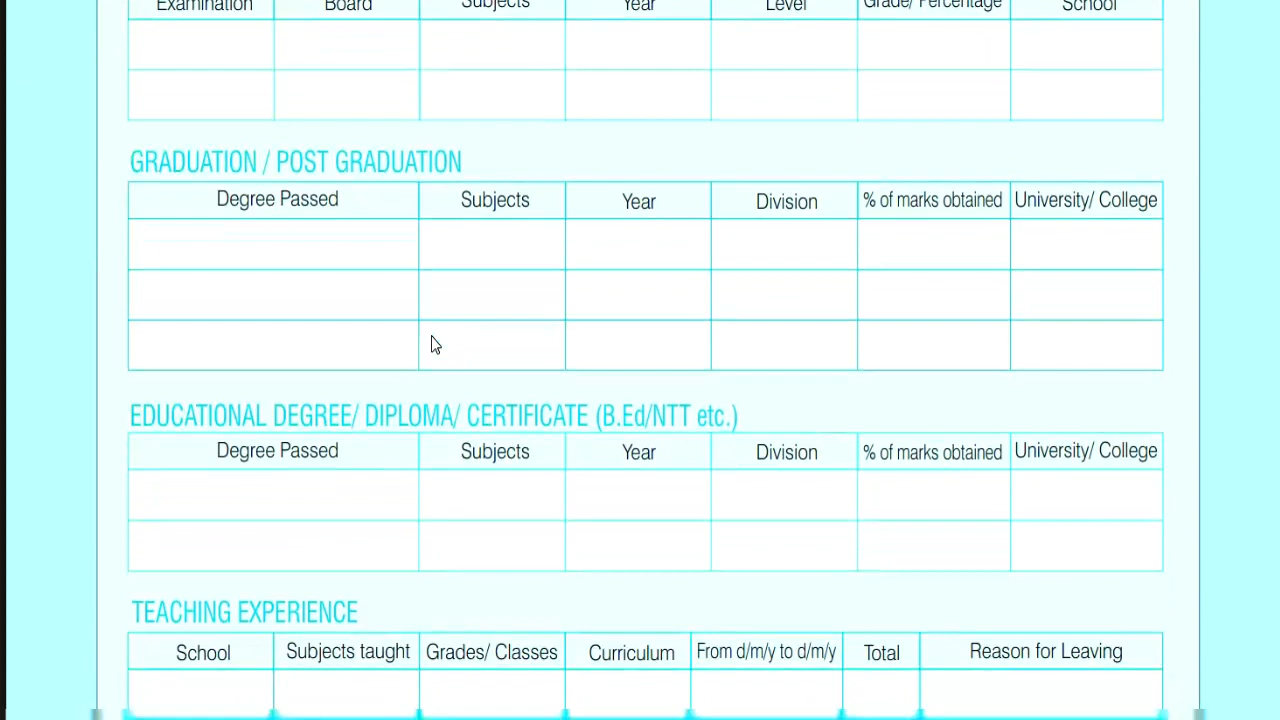 Examination Board Subjects Year Level Grade/ Percentage School
GRADUATION / POST GRADUATION
Degree Passed Subjects Year Division % of marks obtained University/ College
EDUCATIONAL DEGREE/ DIPLOMA/ CERTIFICATE (B.Ed/NTT etc.)
Degree Passed Subjects Year Division % of marks obtained University/ College
TEACHING EXPERIENCE
School Subjects taught Grades/ Classes Curriculum From d/m/y to d/m/y Total Reason for Leaving